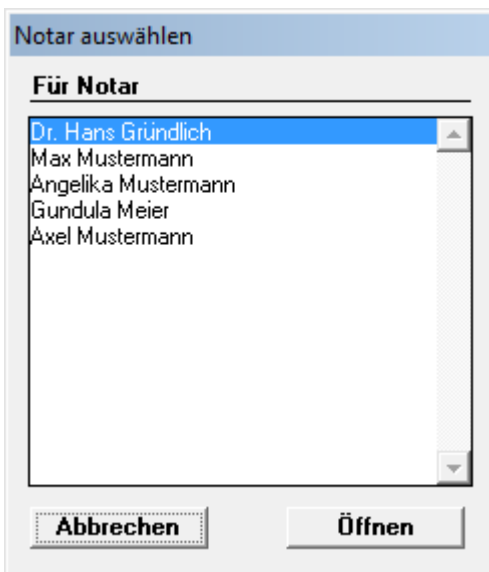 Notar auswählen
Für Notar
Dr. Hans Gründlich
Max Mustermann
Angelika Mustermann
Gundula Meier
Axel Mustermann
Abbrechen Öffnen